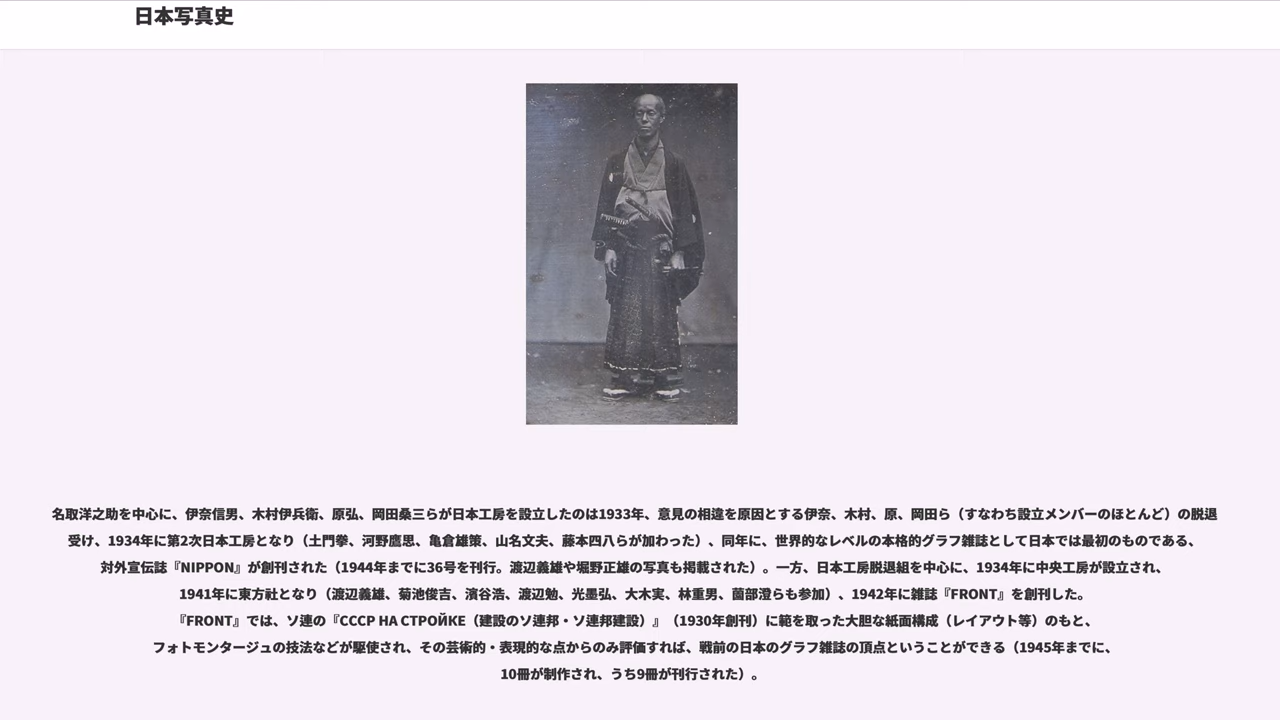 日本写真史
名取洋之助を中心に、伊奈信男、木村伊兵衛、原弘、岡田桑三らが日本工房を設立したのは1933年、意見の相違を原因とする伊奈、木村、原、岡田ら（すなわち設立メンバーのほとんど）の脱退
受け、1934年に第2次日本工房となり（土門拳、河野鷹思、亀倉雄策、山名文夫、藤本四八らが加わった）、同年に、世界的なレベルの本格的グラフ雑誌として日本では最初のものである、
対外宣伝誌『NIPPON』が創刊された（1944年までに36号を刊行。渡辺義雄や堀野正雄の写真も掲載された）。一方、日本工房脱退組を中心に、1934年に中央工房が設立され、
1941年に東方社となり（渡辺義雄、菊池俊吉、濱谷浩、渡辺勉、光墨弘、大木実、林重男、薗部澄らも参加）、1942年に雑誌『FRONT』を創刊した。
『FRONT』では、ソ連の『СССР НА СТРОЙКЕ（建設のソ連邦・ソ連邦建設）』（1930年創刊）に範を取った大胆な紙面構成（レイアウト等）のもと、
フォトモンタージュの技法などが駆使され、その芸術的・表現的な点からのみ評価すれば、戦前の日本のグラフ雑誌の頂点ということができる（1945年までに、
10冊が制作され、うち9冊が刊行された）。